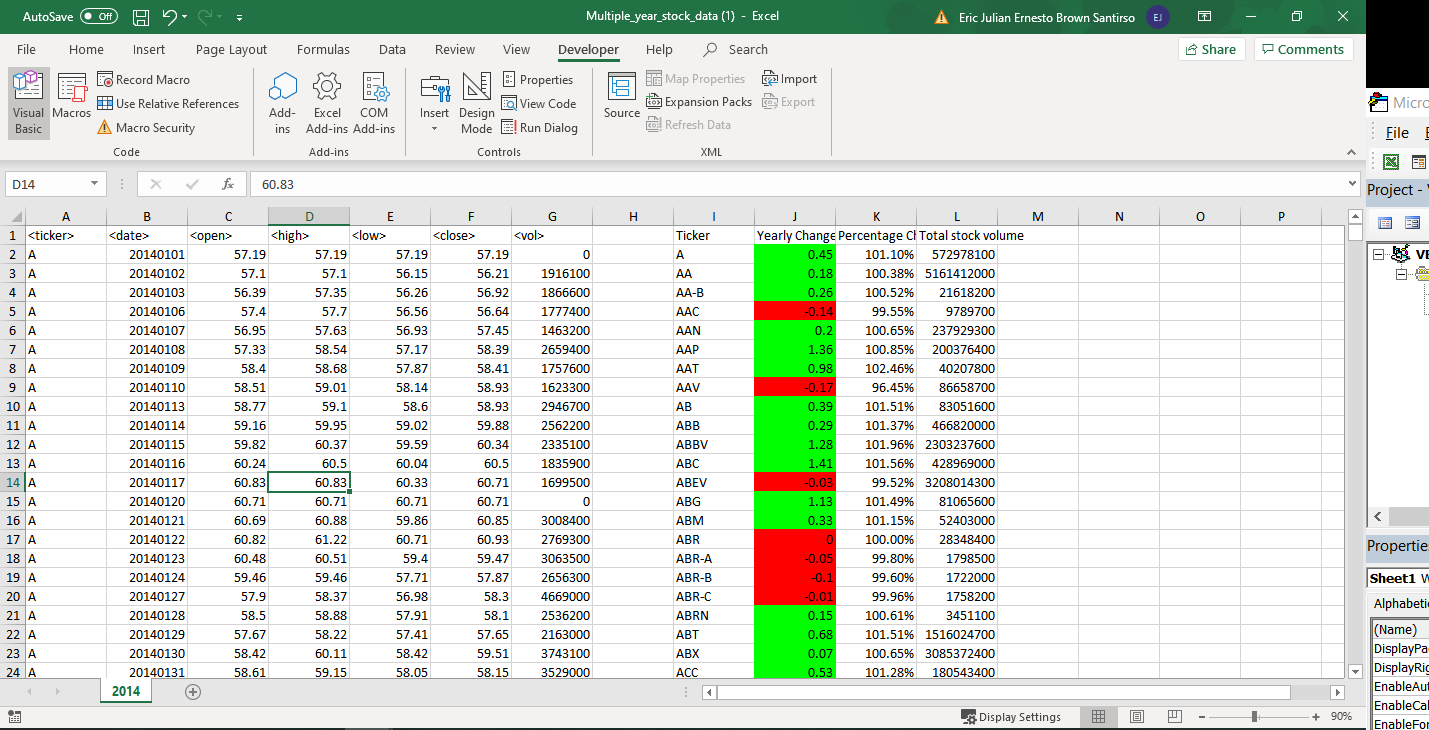 AutoSave Off Multiple_year_stock_data (1) - Excel Eric Julian Ernesto Brown Santirso EJ
File Home Insert Page Layout Formulas Data Review View Developer Help Search Share Comments
Visual Basic Macros Record Macro Use Relative References Macro Security
Code
Add-ins Excel Add-ins COM Add-ins
Add-ins
Insert Design Mode Properties View Code Run Dialog
Controls
Source Map Properties Expansion Packs Refresh Data Import Export
XML
D14 fx 60.83
A B C D E F G H I J K L M N O P
1 <ticker> <date> <open> <high> <low> <close> <vol> Ticker Yearly Change Percentage Cl Total stock volume
2 A 20140101 57.19 57.19 57.19 57.19 0 A 0.45 101.10% 572978100
3 A 20140102 57.1 57.1 56.15 56.21 1916100 AA 0.18 100.38% 5161412000
4 A 20140103 56.39 57.35 56.26 56.92 1866600 AA-B 0.26 100.52% 21618200
5 A 20140106 57.4 57.7 56.56 56.64 1777400 AAC -0.14 99.55% 9789700
6 A 20140107 56.95 57.63 56.93 57.45 1463200 AAN 0.2 100.65% 237929300
7 A 20140108 57.33 58.54 57.17 58.39 2659400 AAP 1.36 100.85% 200376400
8 A 20140109 58.4 58.68 57.87 58.41 1757600 AAT 0.98 102.46% 40207800
9 A 20140110 58.51 59.01 58.14 58.93 1623300 AAV -0.17 96.45% 86658700
10 A 20140113 58.77 59.1 58.6 58.93 2946700 AB 0.39 101.51% 83051600
11 A 20140114 59.16 59.95 59.02 59.88 2562200 ABB 0.29 101.37% 466820000
12 A 20140115 59.82 60.37 59.59 60.34 2335100 ABBV 1.28 101.96% 2303237600
13 A 20140116 60.24 60.5 60.04 60.5 1835900 ABC 1.41 101.56% 428969000
14 A 20140117 60.83 60.83 60.33 60.71 1699500 ABEV -0.03 99.52% 3208014300
15 A 20140120 60.71 60.71 60.71 60.71 0 ABG 1.13 101.49% 81065600
16 A 20140121 60.69 60.88 59.86 60.85 3008400 ABM 0.33 101.15% 52403000
17 A 20140122 60.82 61.22 60.71 60.93 2769300 ABR 0 100.00% 28348400
18 A 20140123 60.48 60.51 59.4 59.47 3063500 ABR-A -0.05 99.80% 1798500
19 A 20140124 59.46 59.46 57.71 57.87 2656300 ABR-B -0.1 99.60% 1722000
20 A 20140127 57.9 58.37 56.98 58.3 4669000 ABR-C -0.01 99.96% 1758200
21 A 20140128 58.5 58.88 57.91 58.1 2536200 ABRN 0.15 100.61% 3451100
22 A 20140129 57.67 58.22 57.41 57.65 2163000 ABT 0.68 101.51% 1516024700
23 A 20140130 58.42 60.11 58.42 59.51 3743100 ABX 0.07 100.65% 3085372400
24 A 20140131 58.61 59.15 58.05 58.15 3529000 ACC 0.53 101.28% 180543400
2014
Display Settings 90%
Micro
File
Project -
Sheet1
(Name)